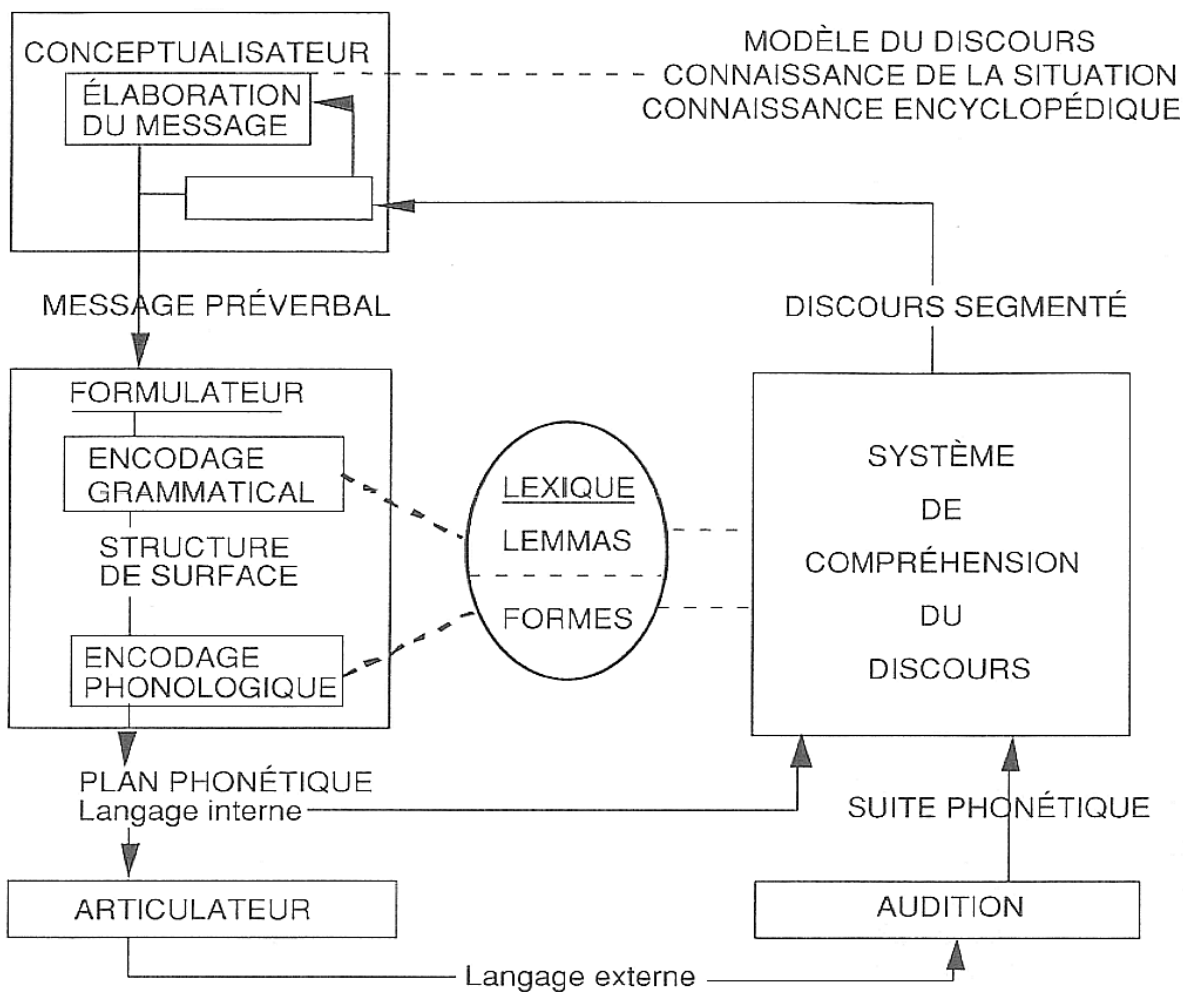 CONCEPTUALISATEUR
ÉLABORATION
DU MESSAGE
MODÈLE DU DISCOURS
CONNAISSANCE DE LA SITUATION
CONNAISSANCE ENCYCLOPÉDIQUE
MESSAGE PRÉVERBAL
DISCOURS SEGMENTÉ
FORMULATEUR
ENCODAGE
GRAMMATICAL
STRUCTURE
DE SURFACE
ENCODAGE
PHONOLOGIQUE
LEXIQUE
LEMMAS
FORMES
SYSTÈME
DE
COMPRÉHENSION
DU
DISCOURS
PLAN PHONÉTIQUE
Langage interne
SUITE PHONÉTIQUE
ARTICULATEUR
AUDITION
Langage externe